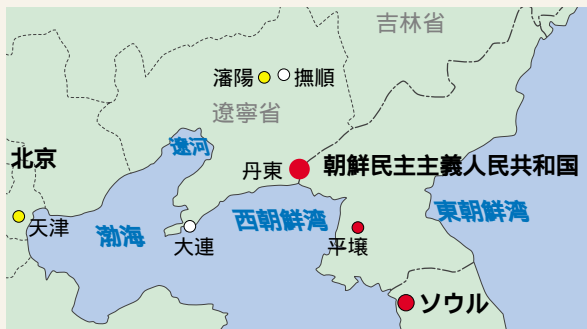 吉林省
瀋陽
撫順
遼寧省
遼河
北京
丹東
朝鮮民主主義人民共和国
天津
渤海
大連
西朝鮮湾
東朝鮮湾
平壌
ソウル